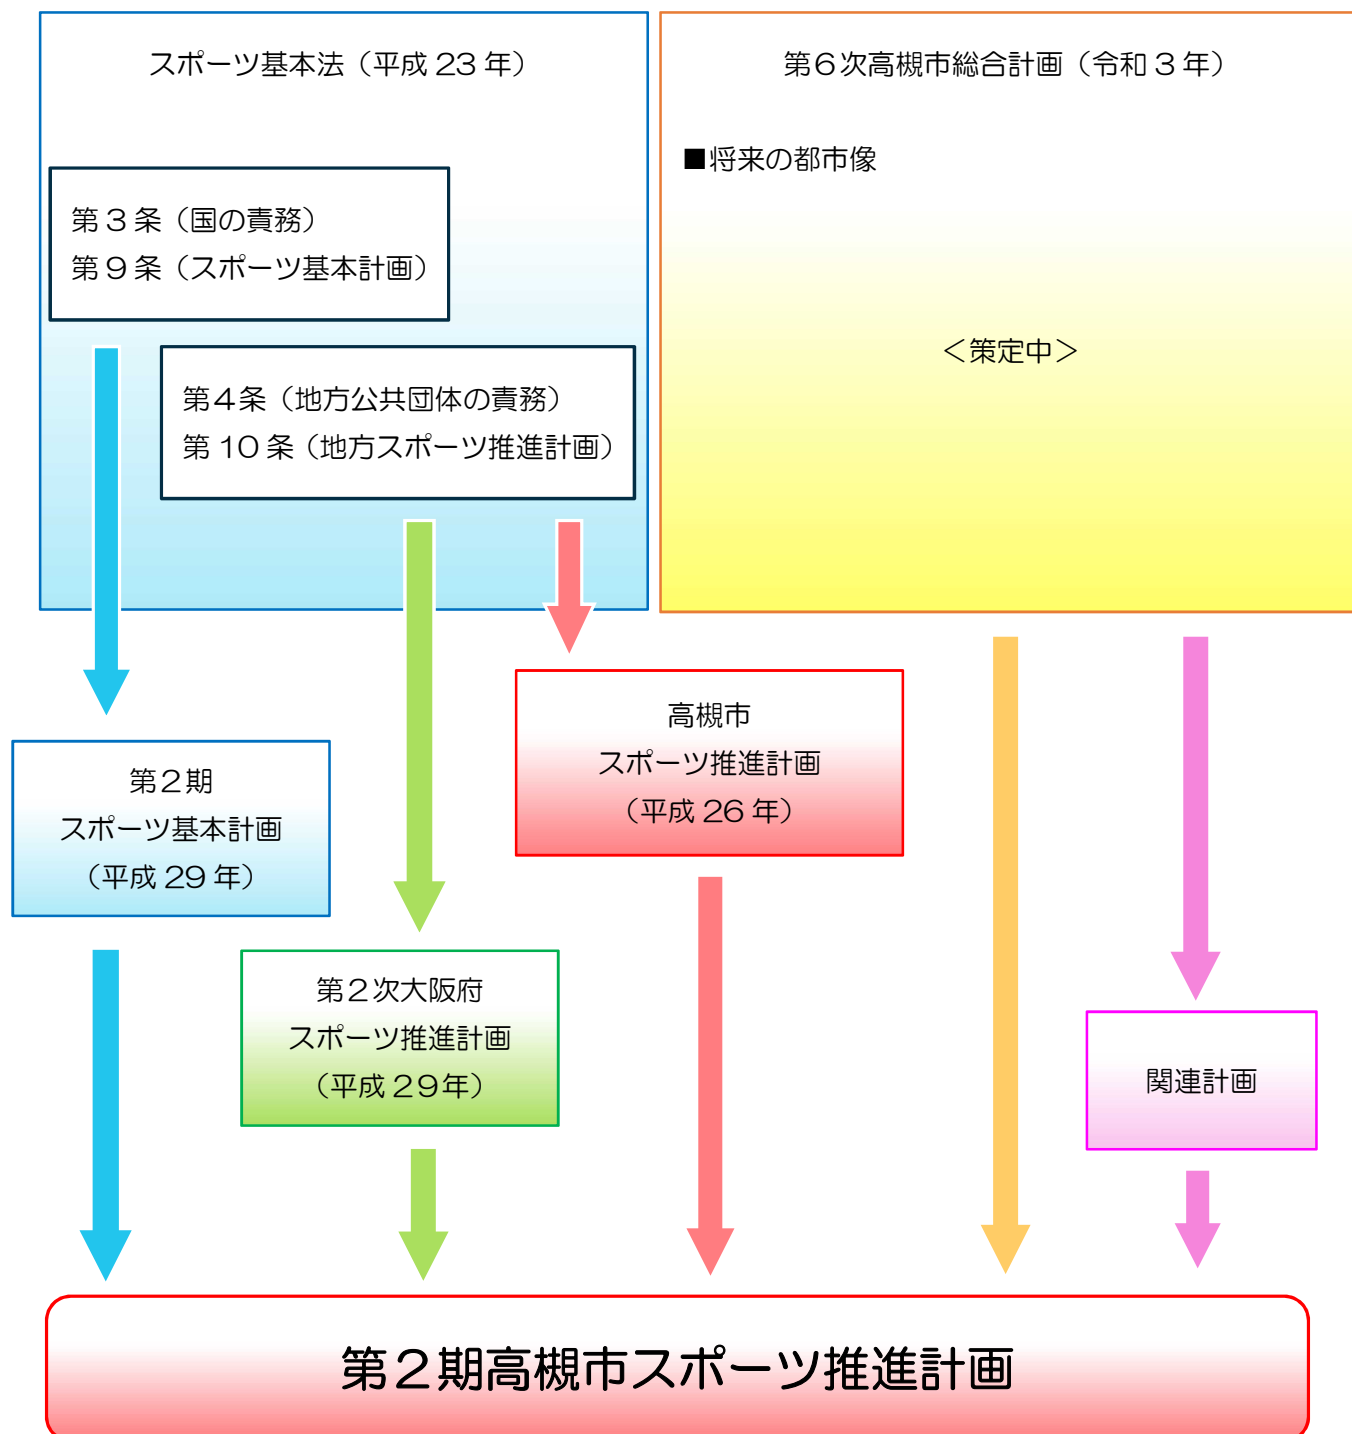 スポーツ基本法（平成 23 年）
第３条（国の責務）
第９条（スポーツ基本計画）
第４条（地方公共団体の責務）
第 10 条（地方スポーツ推進計画）
第６次高槻市総合計画（令和３年）
■将来の都市像
＜策定中＞
高槻市
スポーツ推進計画
（平成 26 年）
第２期
スポーツ基本計画
（平成 29 年）
第２次大阪府
スポーツ推進計画
（平成 29年）
関連計画
第２期高槻市スポーツ推進計画